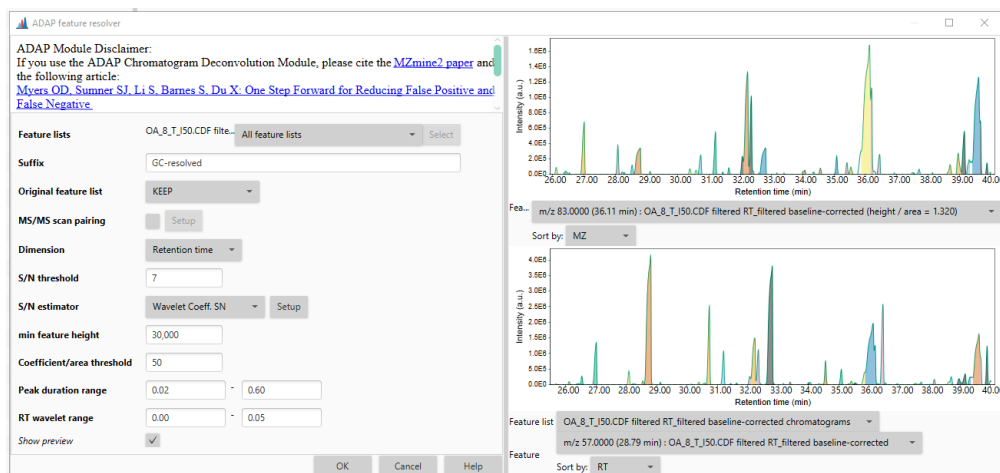 ADAP feature resolver
ADAP Module Disclaimer:
If you use the ADAP Chromatogram Deconvolution Module, please cite the MZmine2 paper and
the following article:
Myers OD, Sumner SJ, Li S, Barnes S, Du X: One Step Forward for Reducing False Positive and
False Negative
Feature lists OA_8_T_I50.CDF filte... All feature lists Select
Suffix GC-resolved
Original feature list KEEP
MS/MS scan pairing Setup
Dimension Retention time
S/N threshold 7
S/N estimator Wavelet Coeff. SN Setup
min feature height 30,000
Coefficient/area threshold 50
Peak duration range 0.02 - 0.60
RT wavelet range 0.00 - 0.05
Show preview
OK Cancel Help
Intensity (a.u.)
1.6E6
1.4E6
1.2E6
1.0E6
8.0E5
6.0E5
4.0E5
2.0E5
0.0E0
26.00 27.00 28.00 29.00 30.00 31.00 32.00 33.00 34.00 35.00 36.00 37.00 38.00 39.00 40.0
Retention time (min)
Fea... m/z 83.0000 (36.11 min) : OA_8_T_I50.CDF filtered RT_filtered baseline-corrected (height / area = 1.320)
Sort by: MZ
Intensity (a.u.)
4.0E6
3.5E6
3.0E6
2.5E6
2.0E6
1.5E6
1.0E6
5.0E5
0.0E0
26.00 27.00 28.00 29.00 30.00 31.00 32.00 33.00 34.00 35.00 36.00 37.00 38.00 39.00 40.0
Retention time (min)
Feature list OA_8_T_I50.CDF filtered RT_filtered baseline-corrected chromatograms
Feature m/z 57.0000 (28.79 min) : OA_8_T_I50.CDF filtered RT_filtered baseline-corrected
Sort by: RT